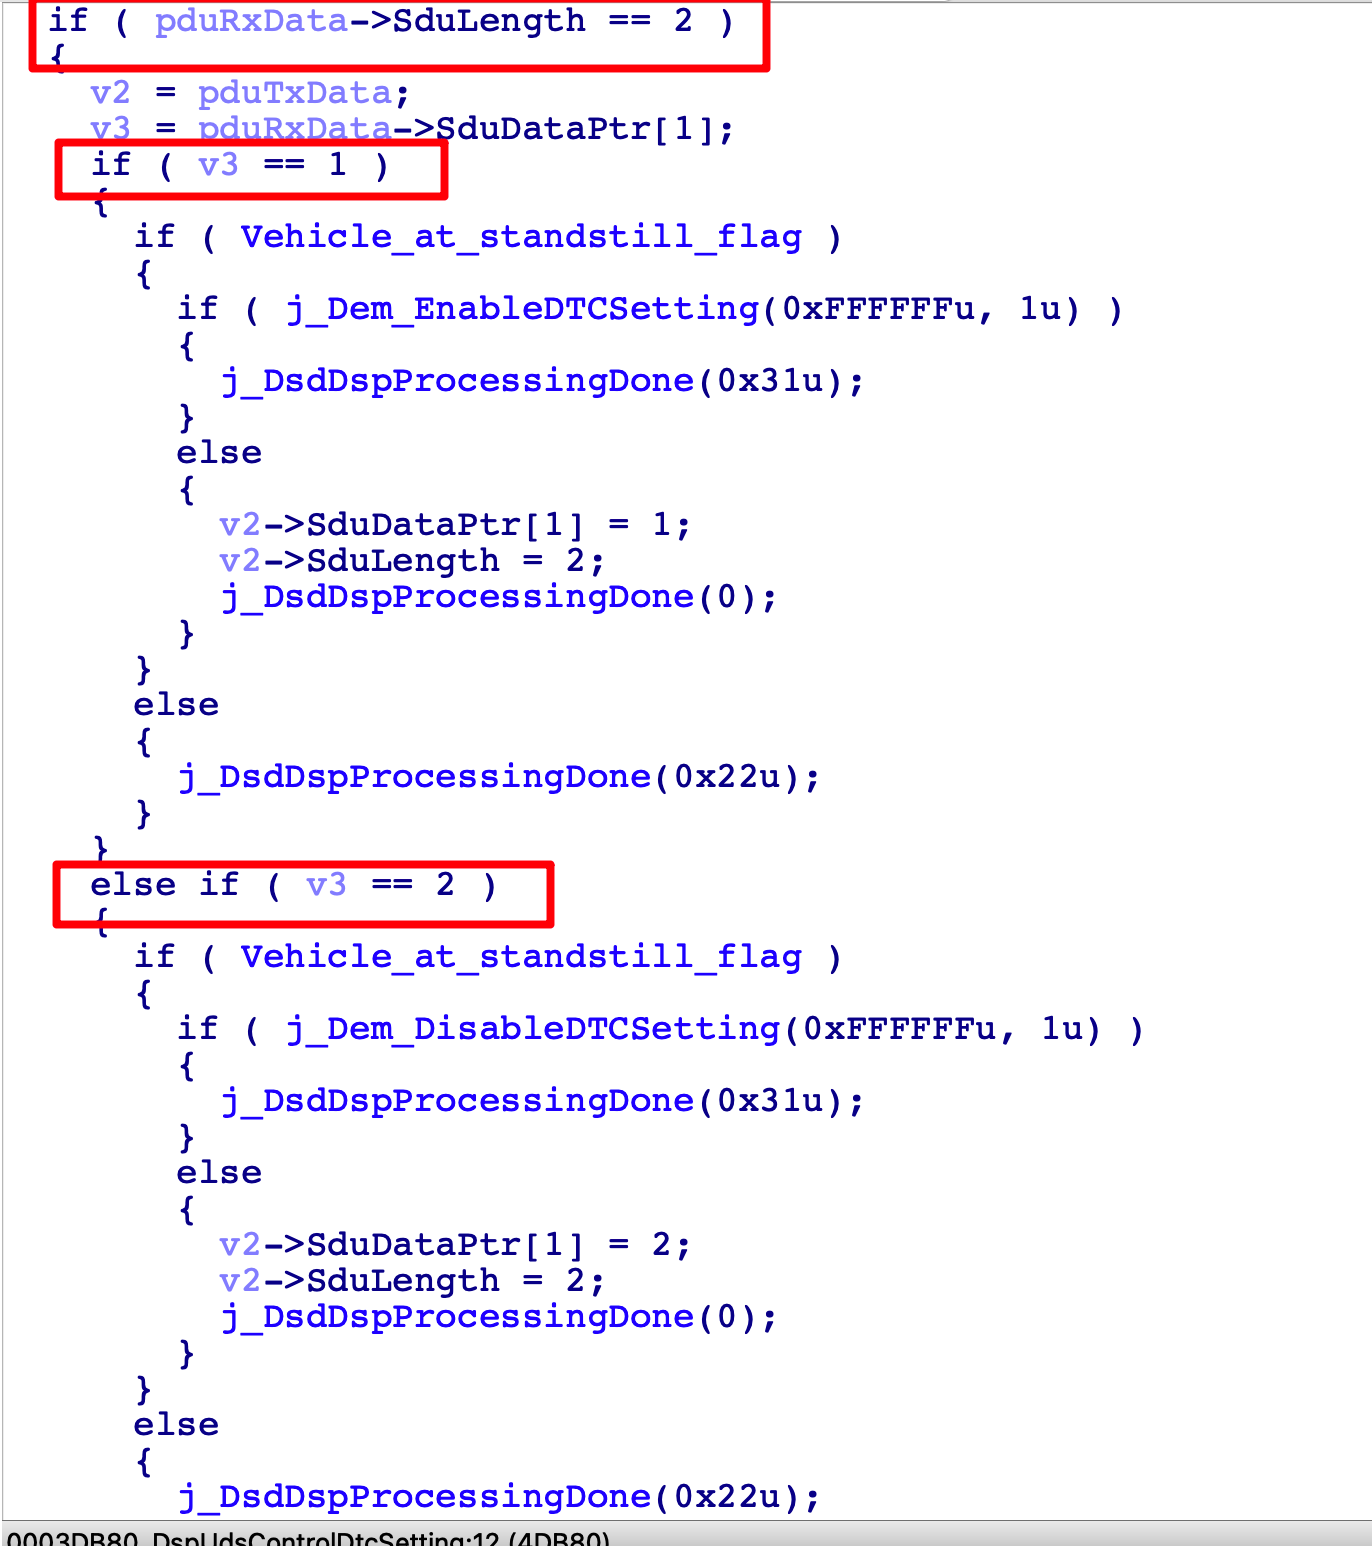 if ( pduRxData->SduLength == 2 )
{
v2 = pduTxData;
v3 = pduRxData->SduDataPtr[1];
if ( v3 == 1 )
{
if ( Vehicle_at_standstill_flag )
{
if ( j_Dem_EnableDTCSetting(0xFFFFFFu, 1u) )
{
j_DsdDspProcessingDone(0x31u);
}
else
{
v2->SduDataPtr[1] = 1;
v2->SduLength = 2;
j_DsdDspProcessingDone(0);
}
}
else
{
j_DsdDspProcessingDone(0x22u);
}
}
else if ( v3 == 2 )
{
if ( Vehicle_at_standstill_flag )
{
if ( j_Dem_DisableDTCSetting(0xFFFFFFu, 1u) )
{
j_DsdDspProcessingDone(0x31u);
}
else
{
v2->SduDataPtr[1] = 2;
v2->SduLength = 2;
j_DsdDspProcessingDone(0);
}
}
else
{
j_DsdDspProcessingDone(0x22u);
0003DB80 DspUdsControlDtcSetting:12 (4DB80)